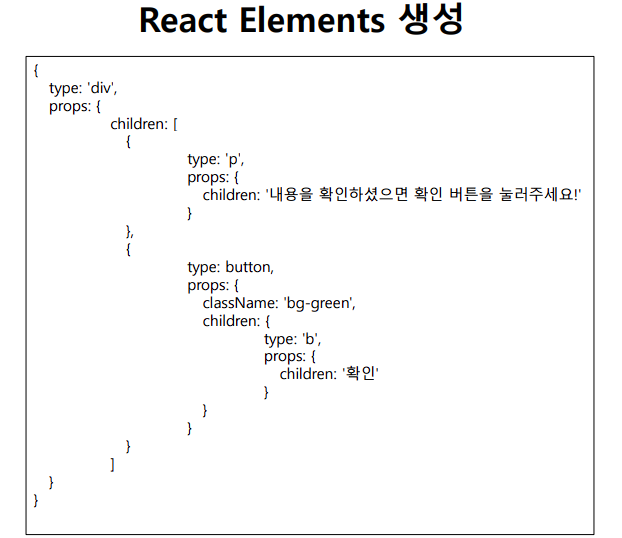 React Elements 생성
{
type: 'div',
props: {
children: [
{
type: 'p',
props: {
children: '내용을 확인하셨으면 확인 버튼을 눌러주세요!'
}
},
{
type: button,
props: {
className: 'bg-green',
children: {
type: 'b',
props: {
children: '확인'
}
}
}
}
]
}
}